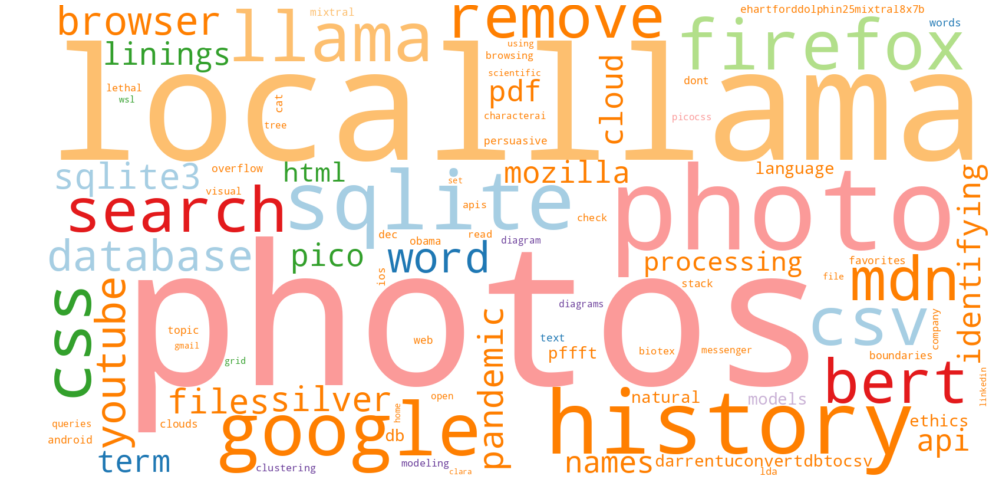 browser
mixtral
remove
ehartforddolphin25mixtral8x7b
words
llama
firefox
linings
using
browsing
localllama
lethal
wsl
cat
tree
scientific
pdf
characterai
persuasive
cloud
dont
picocss
sqlite3
overflow
visual
html
sqlite
set
apis
mozilla
language
photo
identifying
search
check
database
pico
dec
obama
read
word
ios
diagram
processing
stack
favorites
file
mdn
css
youtube
photos
diagrams
csv
company
topic
gmail
grid
web
text
pffft
biotex
messenger
boundaries
bert
linkedin
files
silver
home
open
pandemic
history
natural
models
ethics
api
queries
android
clouds
google
db
term
clustering
modeling
clara
names
darrentuconvertdbtocsv
lda